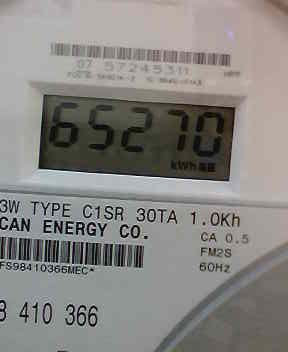 07 57245311
65270
kWh
3W TYPE C1SR 30TA 1.0Kh
CAN ENERGY CO.
CA 0.5
FM2S
60Hz
FS98410366MEC*
8 410 366